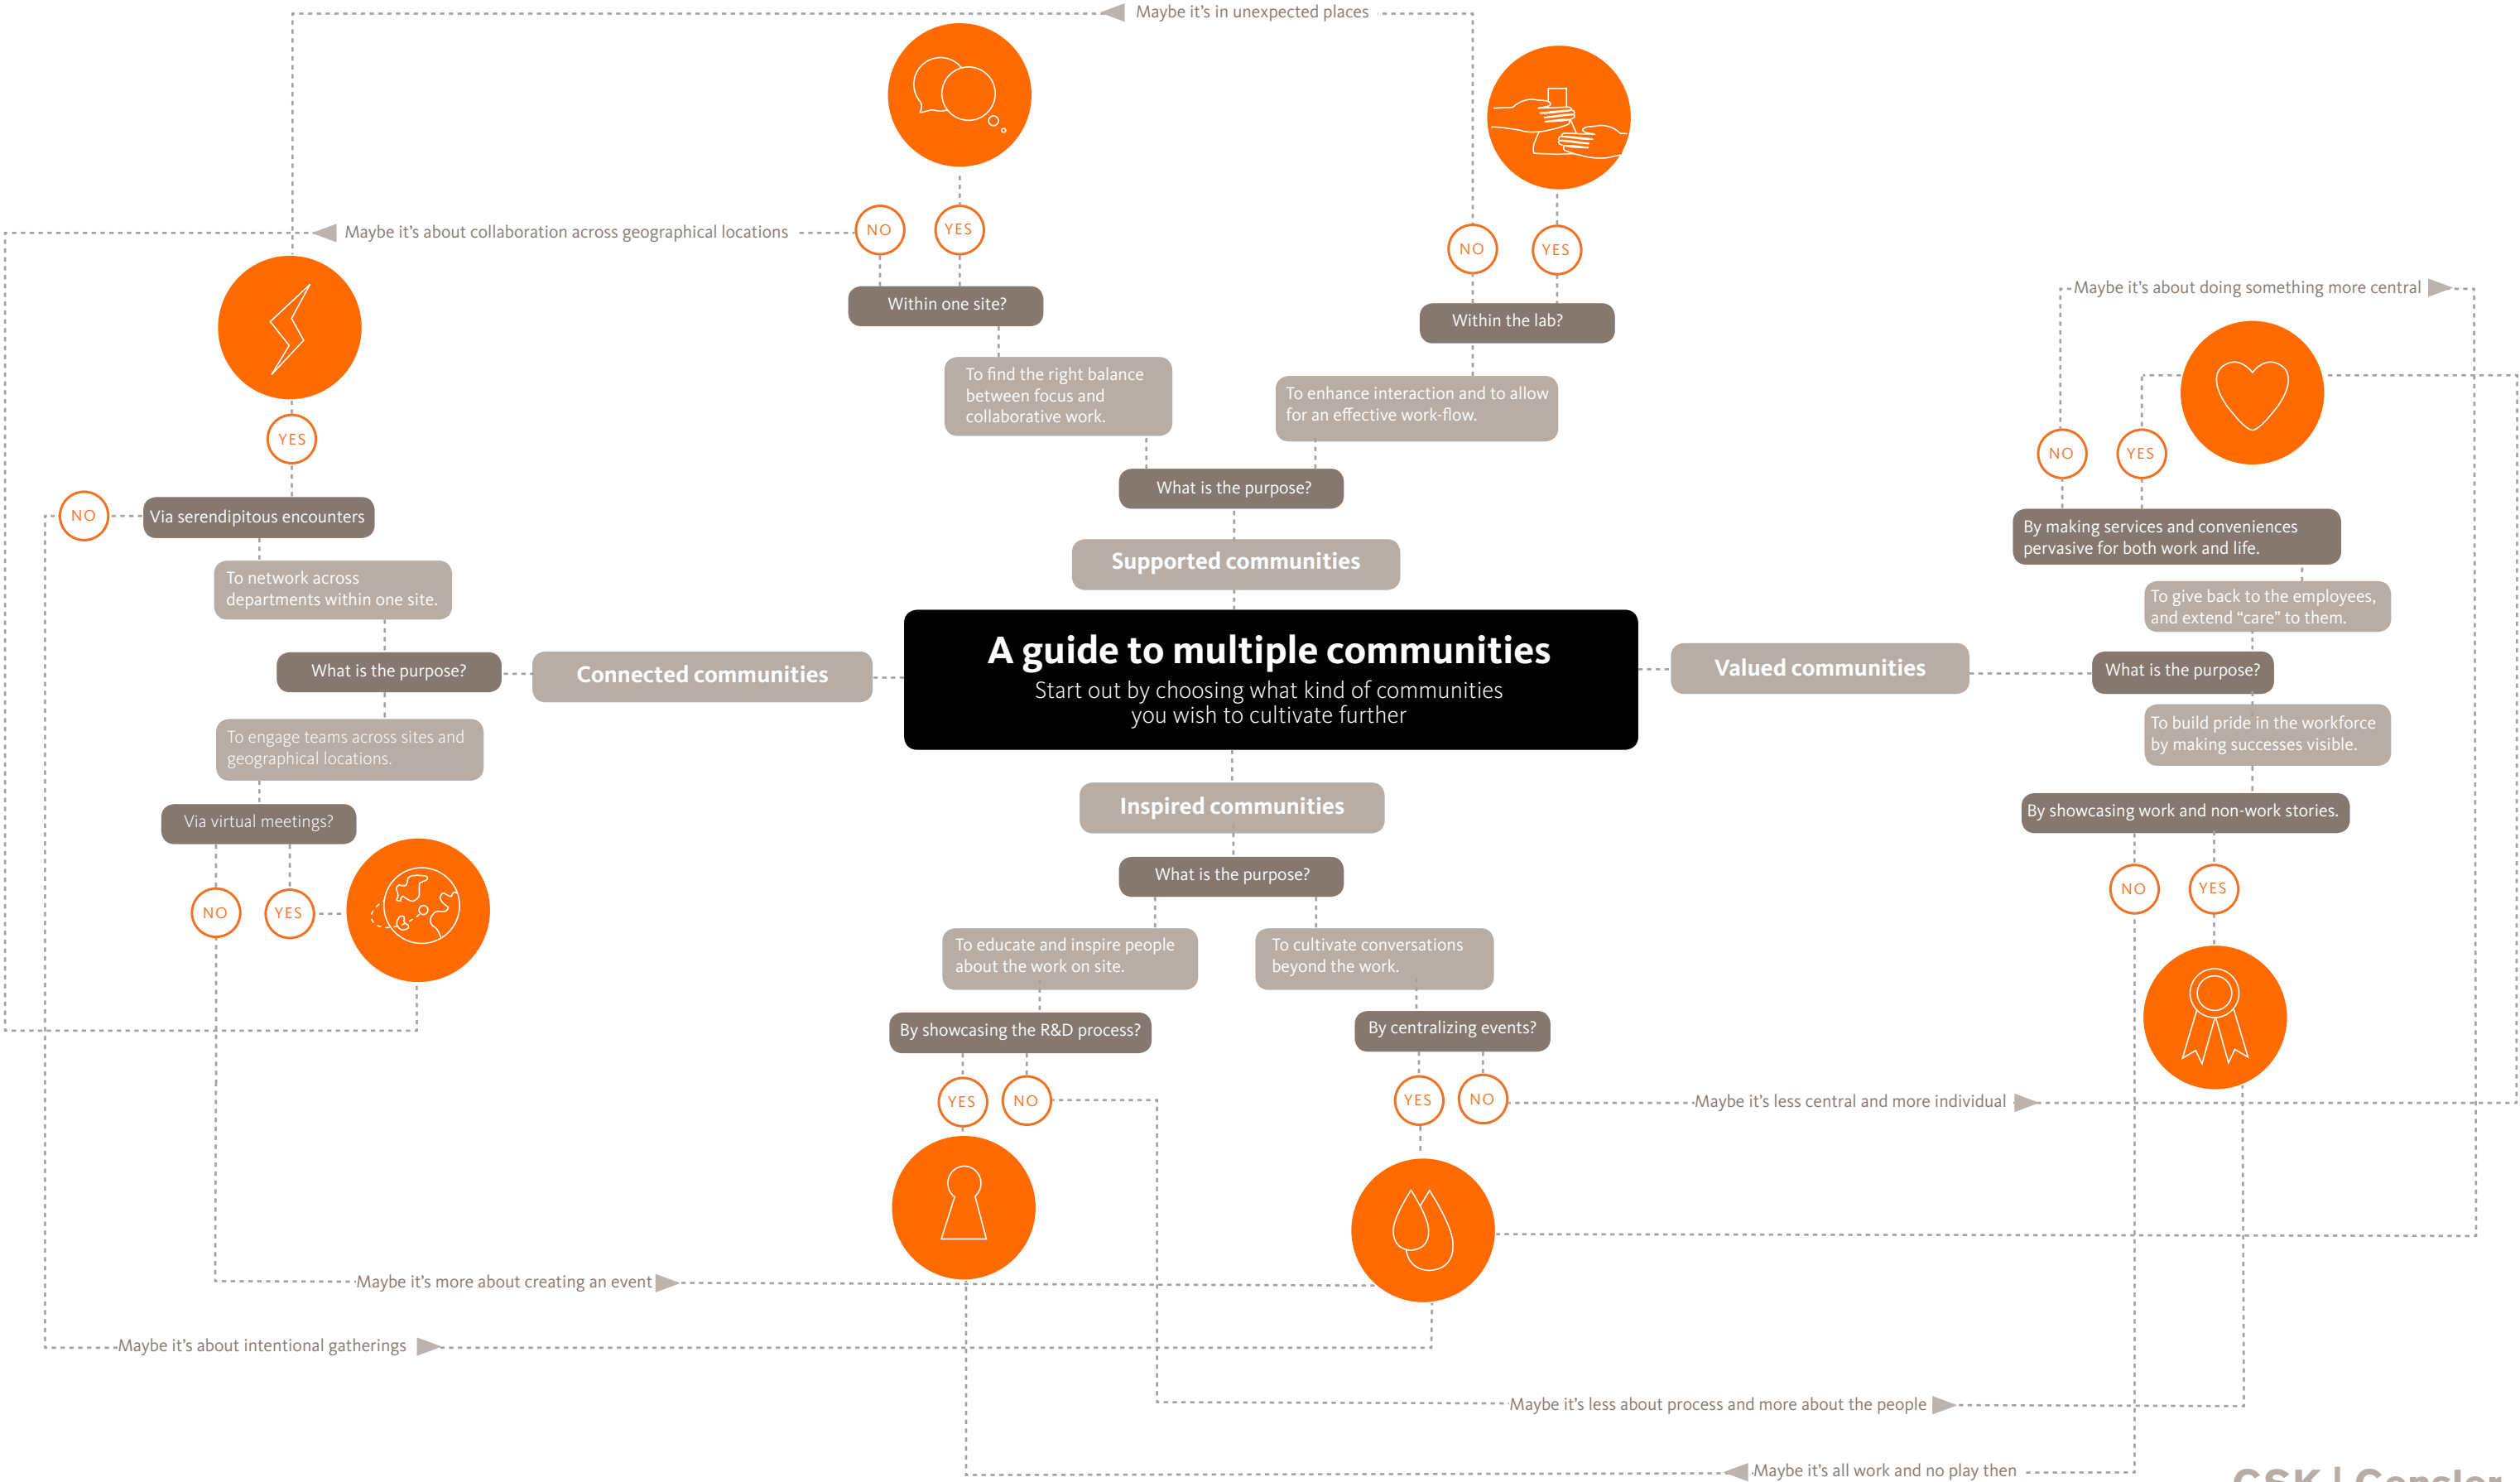 Maybe it's in unexpected places
NO
YES
Maybe it's about collaboration across geographical locations
NO
YES
Within one site?
Within the lab?
Maybe it's about doing something more central
To find the right balance
between focus and
collaborative work.
To enhance interaction and to allow
for an effective work-flow.
YES
NO
YES
What is the purpose?
NO
Via serendipitous encounters
By making services and conveniences
pervasive for both work and life.
Supported communities
To network across
departments within one site.
To give back to the employees,
and extend “care” to them.
A guide to multiple communities
Start out by choosing what kind of communities
you wish to cultivate further
What is the purpose?
Connected communities
Valued communities
What is the purpose?
To engage teams across sites and
geographical locations.
To build pride in the workforce
by making successes visible.
Inspired communities
Via virtual meetings?
By showcasing work and non-work stories.
What is the purpose?
NO
YES
NO
YES
To educate and inspire people
about the work on site.
To cultivate conversations
beyond the work.
By showcasing the R&D process?
By centralizing events?
YES
NO
YES
NO
Maybe it's less central and more individual
Maybe it's more about creating an event
Maybe it's about intentional gatherings
Maybe it's less about process and more about the people
Maybe it's all work and no play then
GSK | Gensler